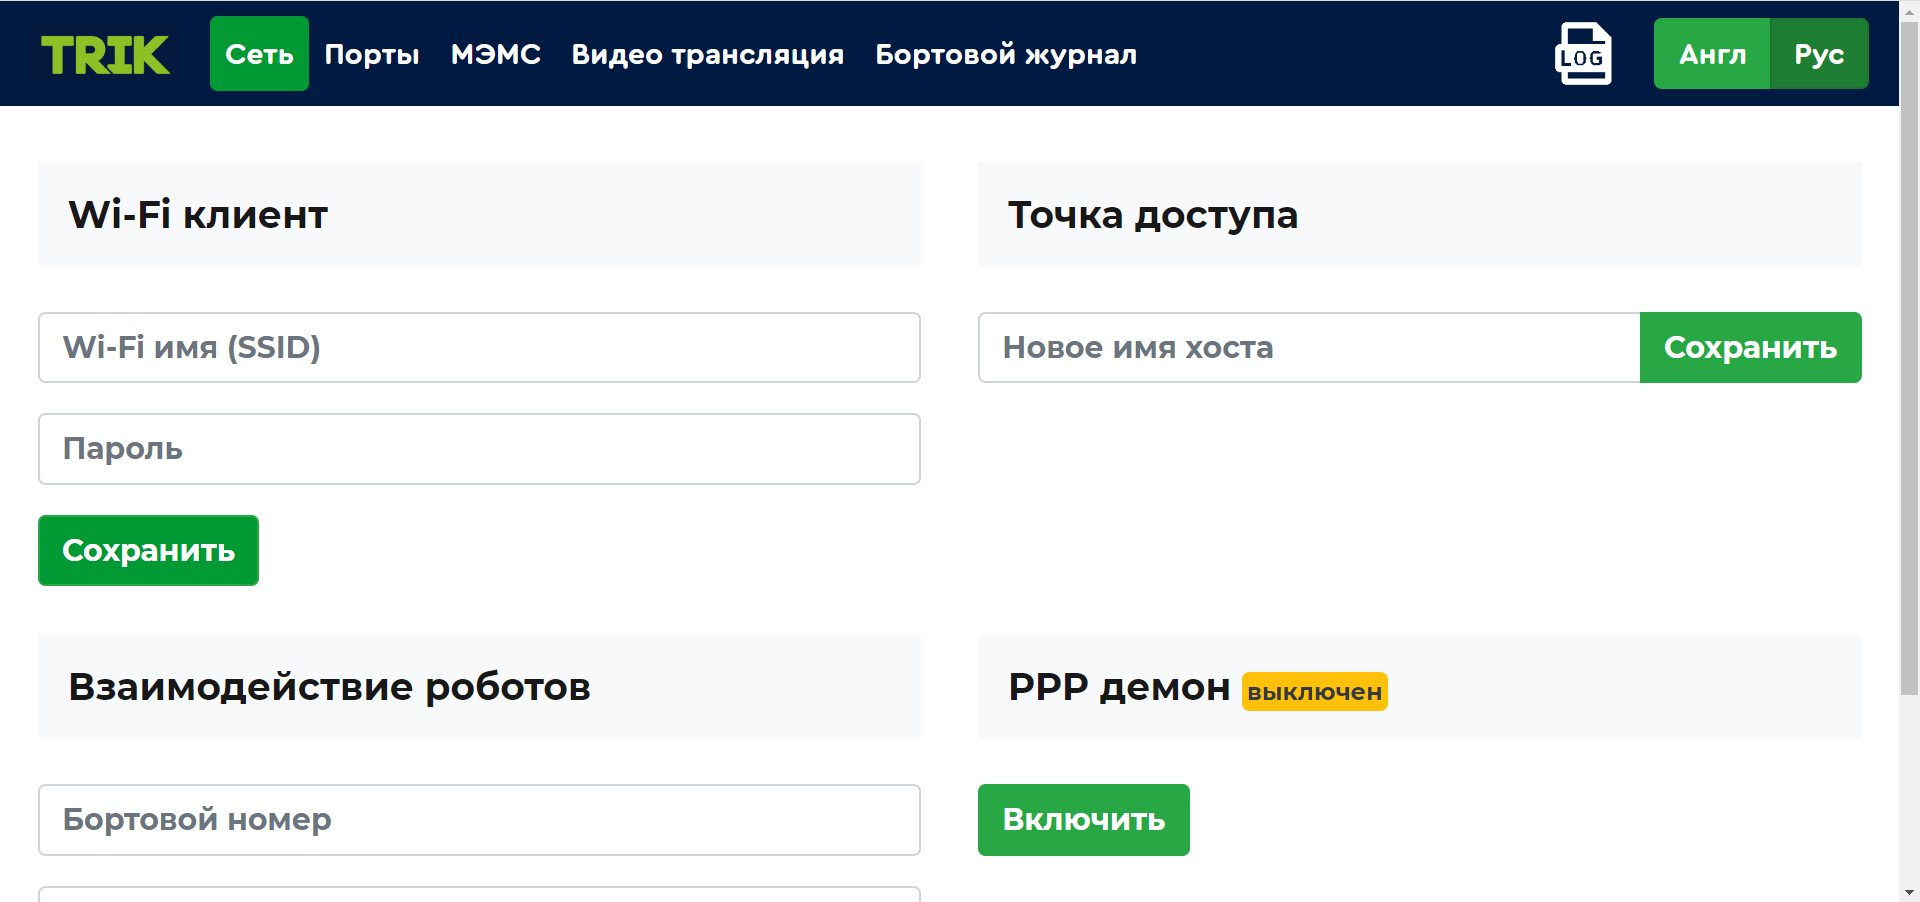 TRIK Сеть Порты МЭМС Видео трансляция Бортовой журнал LOG Англ Рус
Wi-Fi клиент
Точка доступа
Wi-Fi имя (SSID)
Новое имя хоста Сохранить
Пароль
Сохранить
Взаимодействие роботов
PPP демон выключен
Бортовой номер
Включить